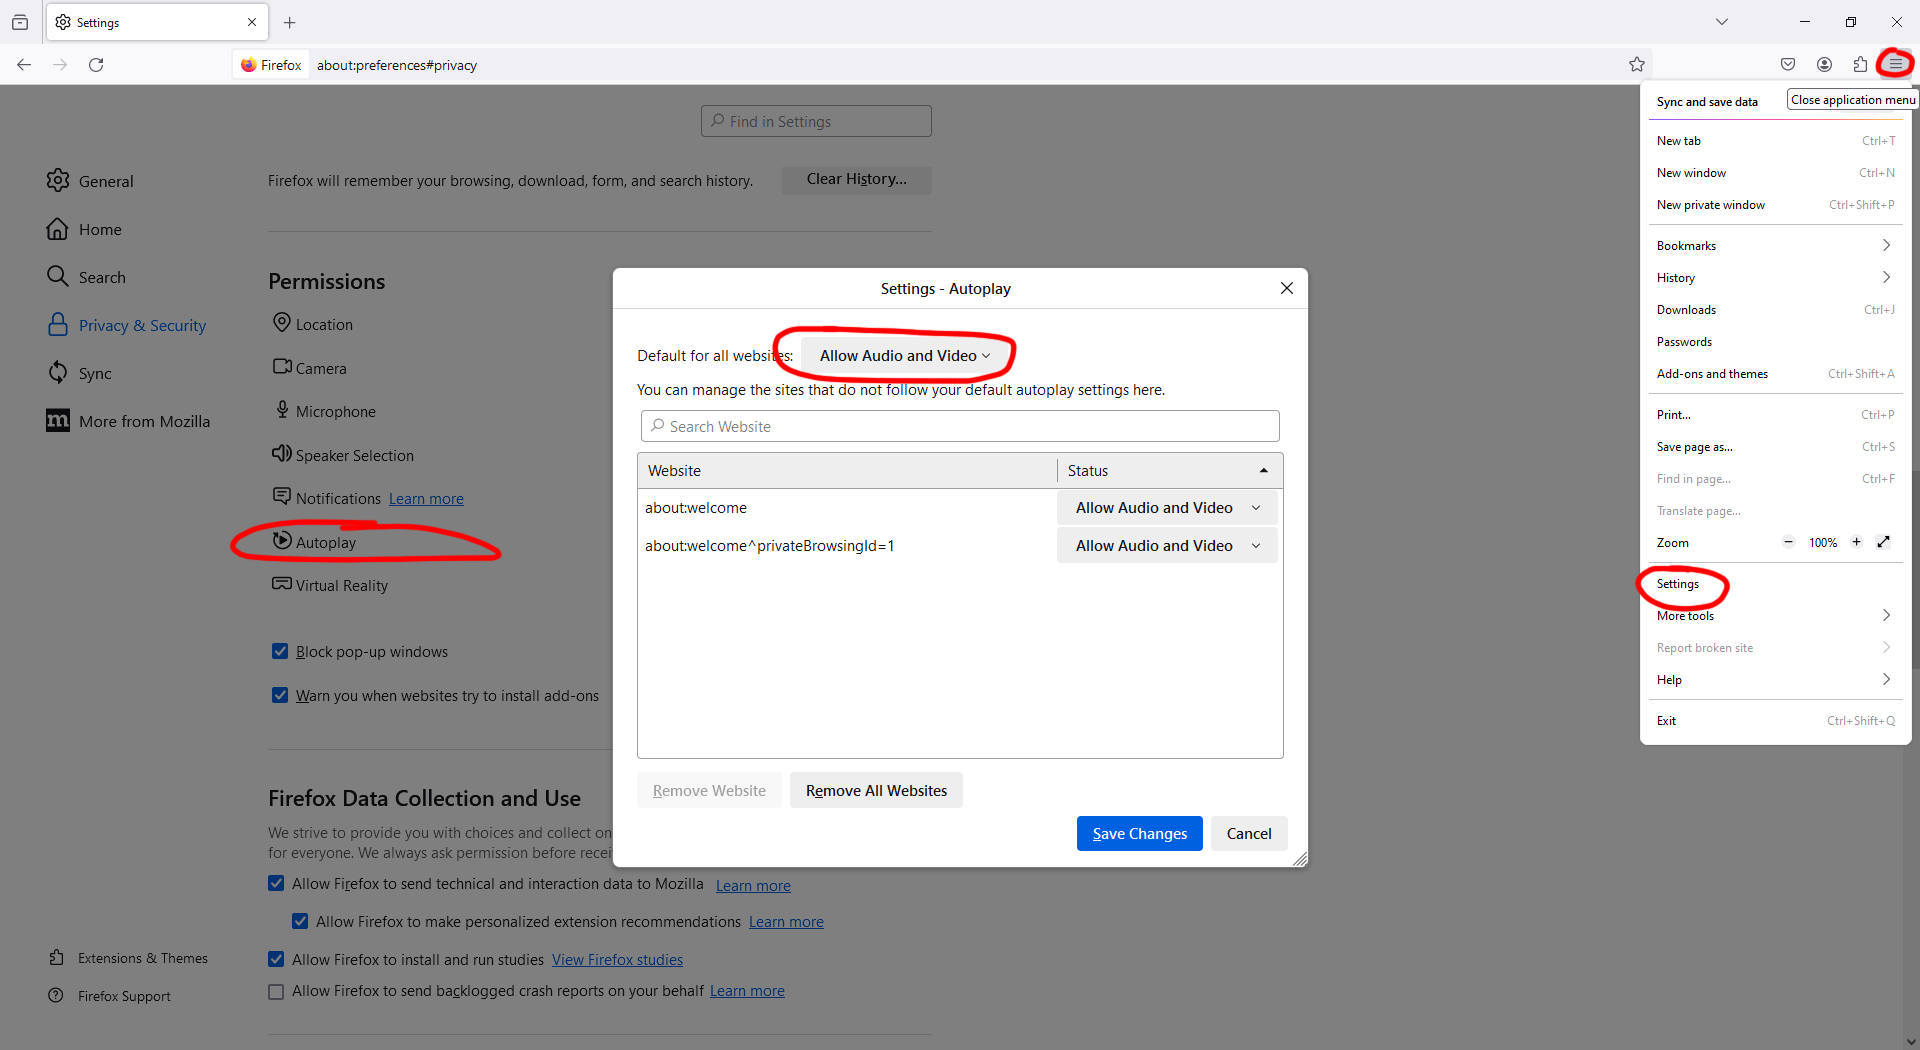 Settings
Firefox
about:preferences#privacy
Close application menu
Find in Settings
General
Home
Search
Privacy & Security
Sync
More from Mozilla
Extensions & Themes
Firefox Support
Firefox will remember your browsing, download, form, and search history.
Clear History...
Permissions
Location
Camera
Microphone
Speaker Selection
Notifications Learn more
Autoplay
Virtual Reality
Block pop-up windows
Warn you when websites try to install add-ons
Firefox Data Collection and Use
We strive to provide you with choices and collect on
for everyone. We always ask permission before recei
Allow Firefox to send technical and interaction data to Mozilla Learn more
Allow Firefox to make personalized extension recommendations Learn more
Allow Firefox to install and run studies View Firefox studies
Allow Firefox to send backlogged crash reports on your behalf Learn more
Settings - Autoplay
Default for all websites: Allow Audio and Video
You can manage the sites that do not follow your default autoplay settings here.
Search Website
Website Status
about:welcome Allow Audio and Video
about:welcome^privateBrowsingId=1 Allow Audio and Video
Remove Website Remove All Websites
Save Changes Cancel
Sync and save data
New tab Ctrl+T
New window Ctrl+N
New private window Ctrl+Shift+P
Bookmarks
History
Downloads Ctrl+J
Passwords
Add-ons and themes Ctrl+Shift+A
Print... Ctrl+P
Save page as... Ctrl+S
Find in page... Ctrl+F
Translate page...
Zoom 100%
Settings
More tools
Report broken site
Help
Exit Ctrl+Shift+Q